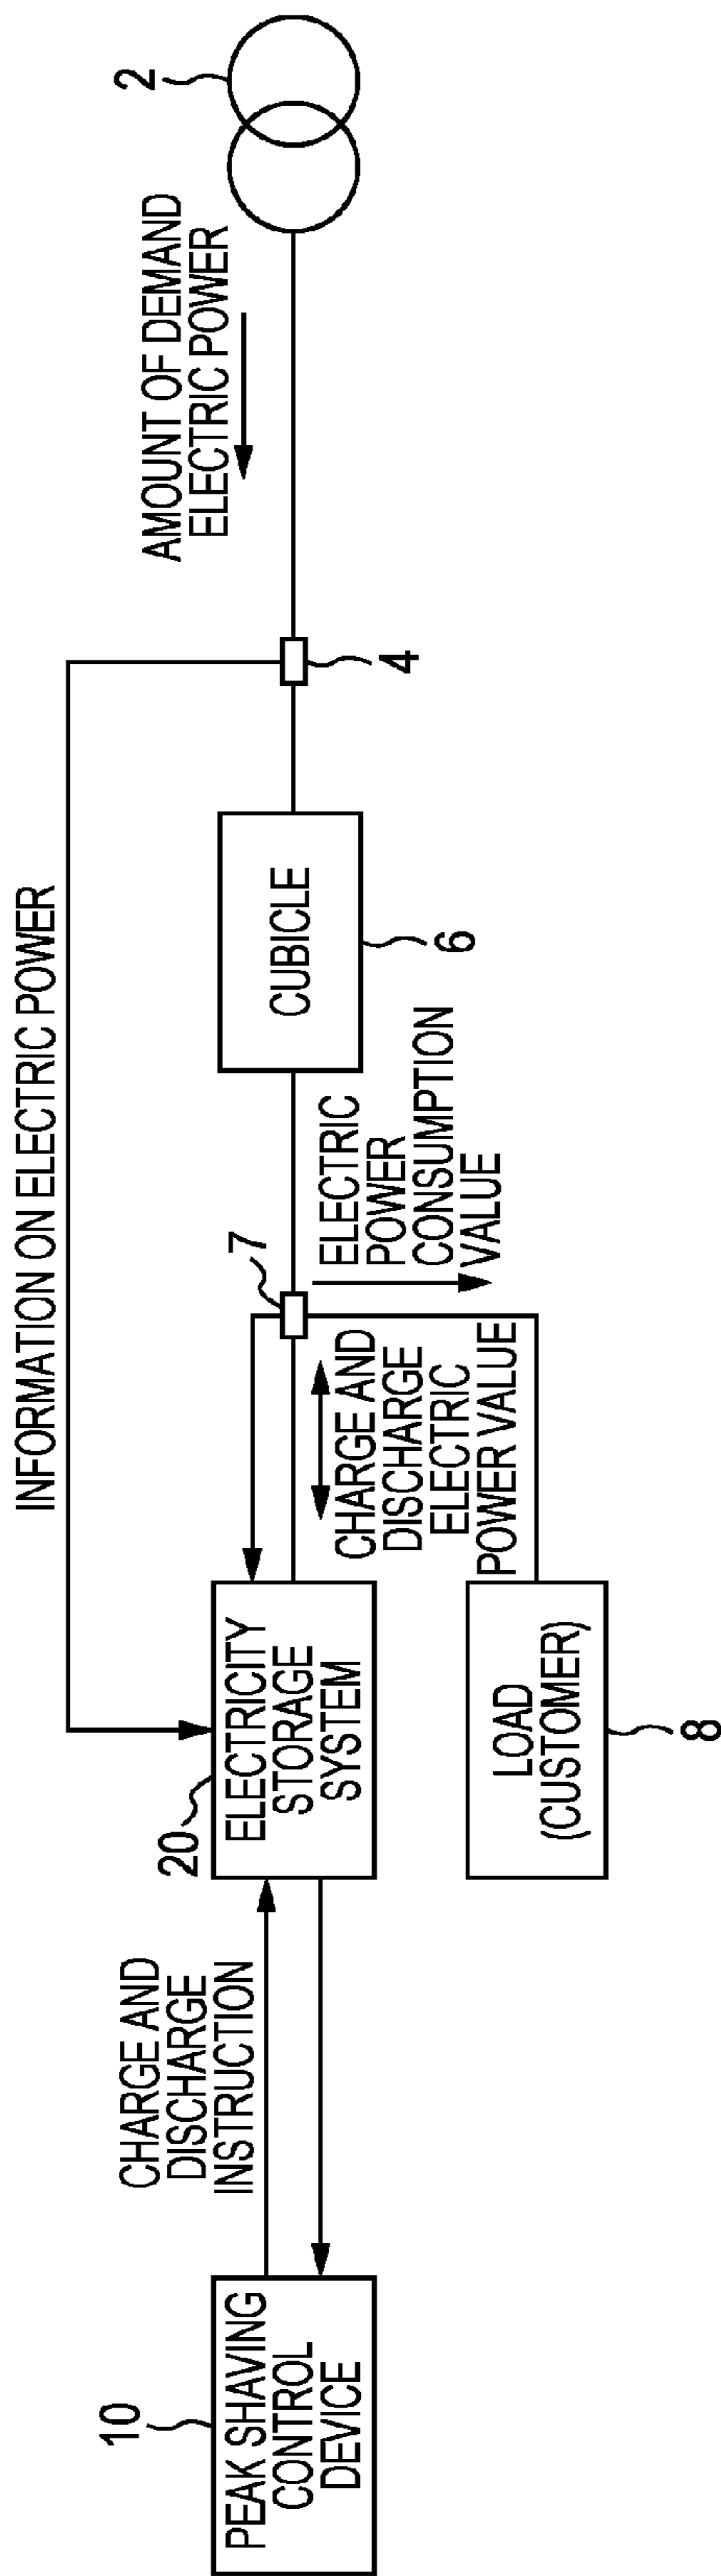 10
PEAK SHAVING
CONTROL
DEVICE
CHARGE AND
DISCHARGE
INSTRUCTION
20
ELECTRICITY
STORAGE
SYSTEM
LOAD
(CUSTOMER)
8
INFORMATION ON ELECTRIC POWER
7
CHARGE AND
DISCHARGE
ELECTRIC
POWER VALUE
ELECTRIC
POWER
CONSUMPTION
VALUE
CUBICLE
6
4
AMOUNT OF DEMAND
ELECTRIC POWER
2